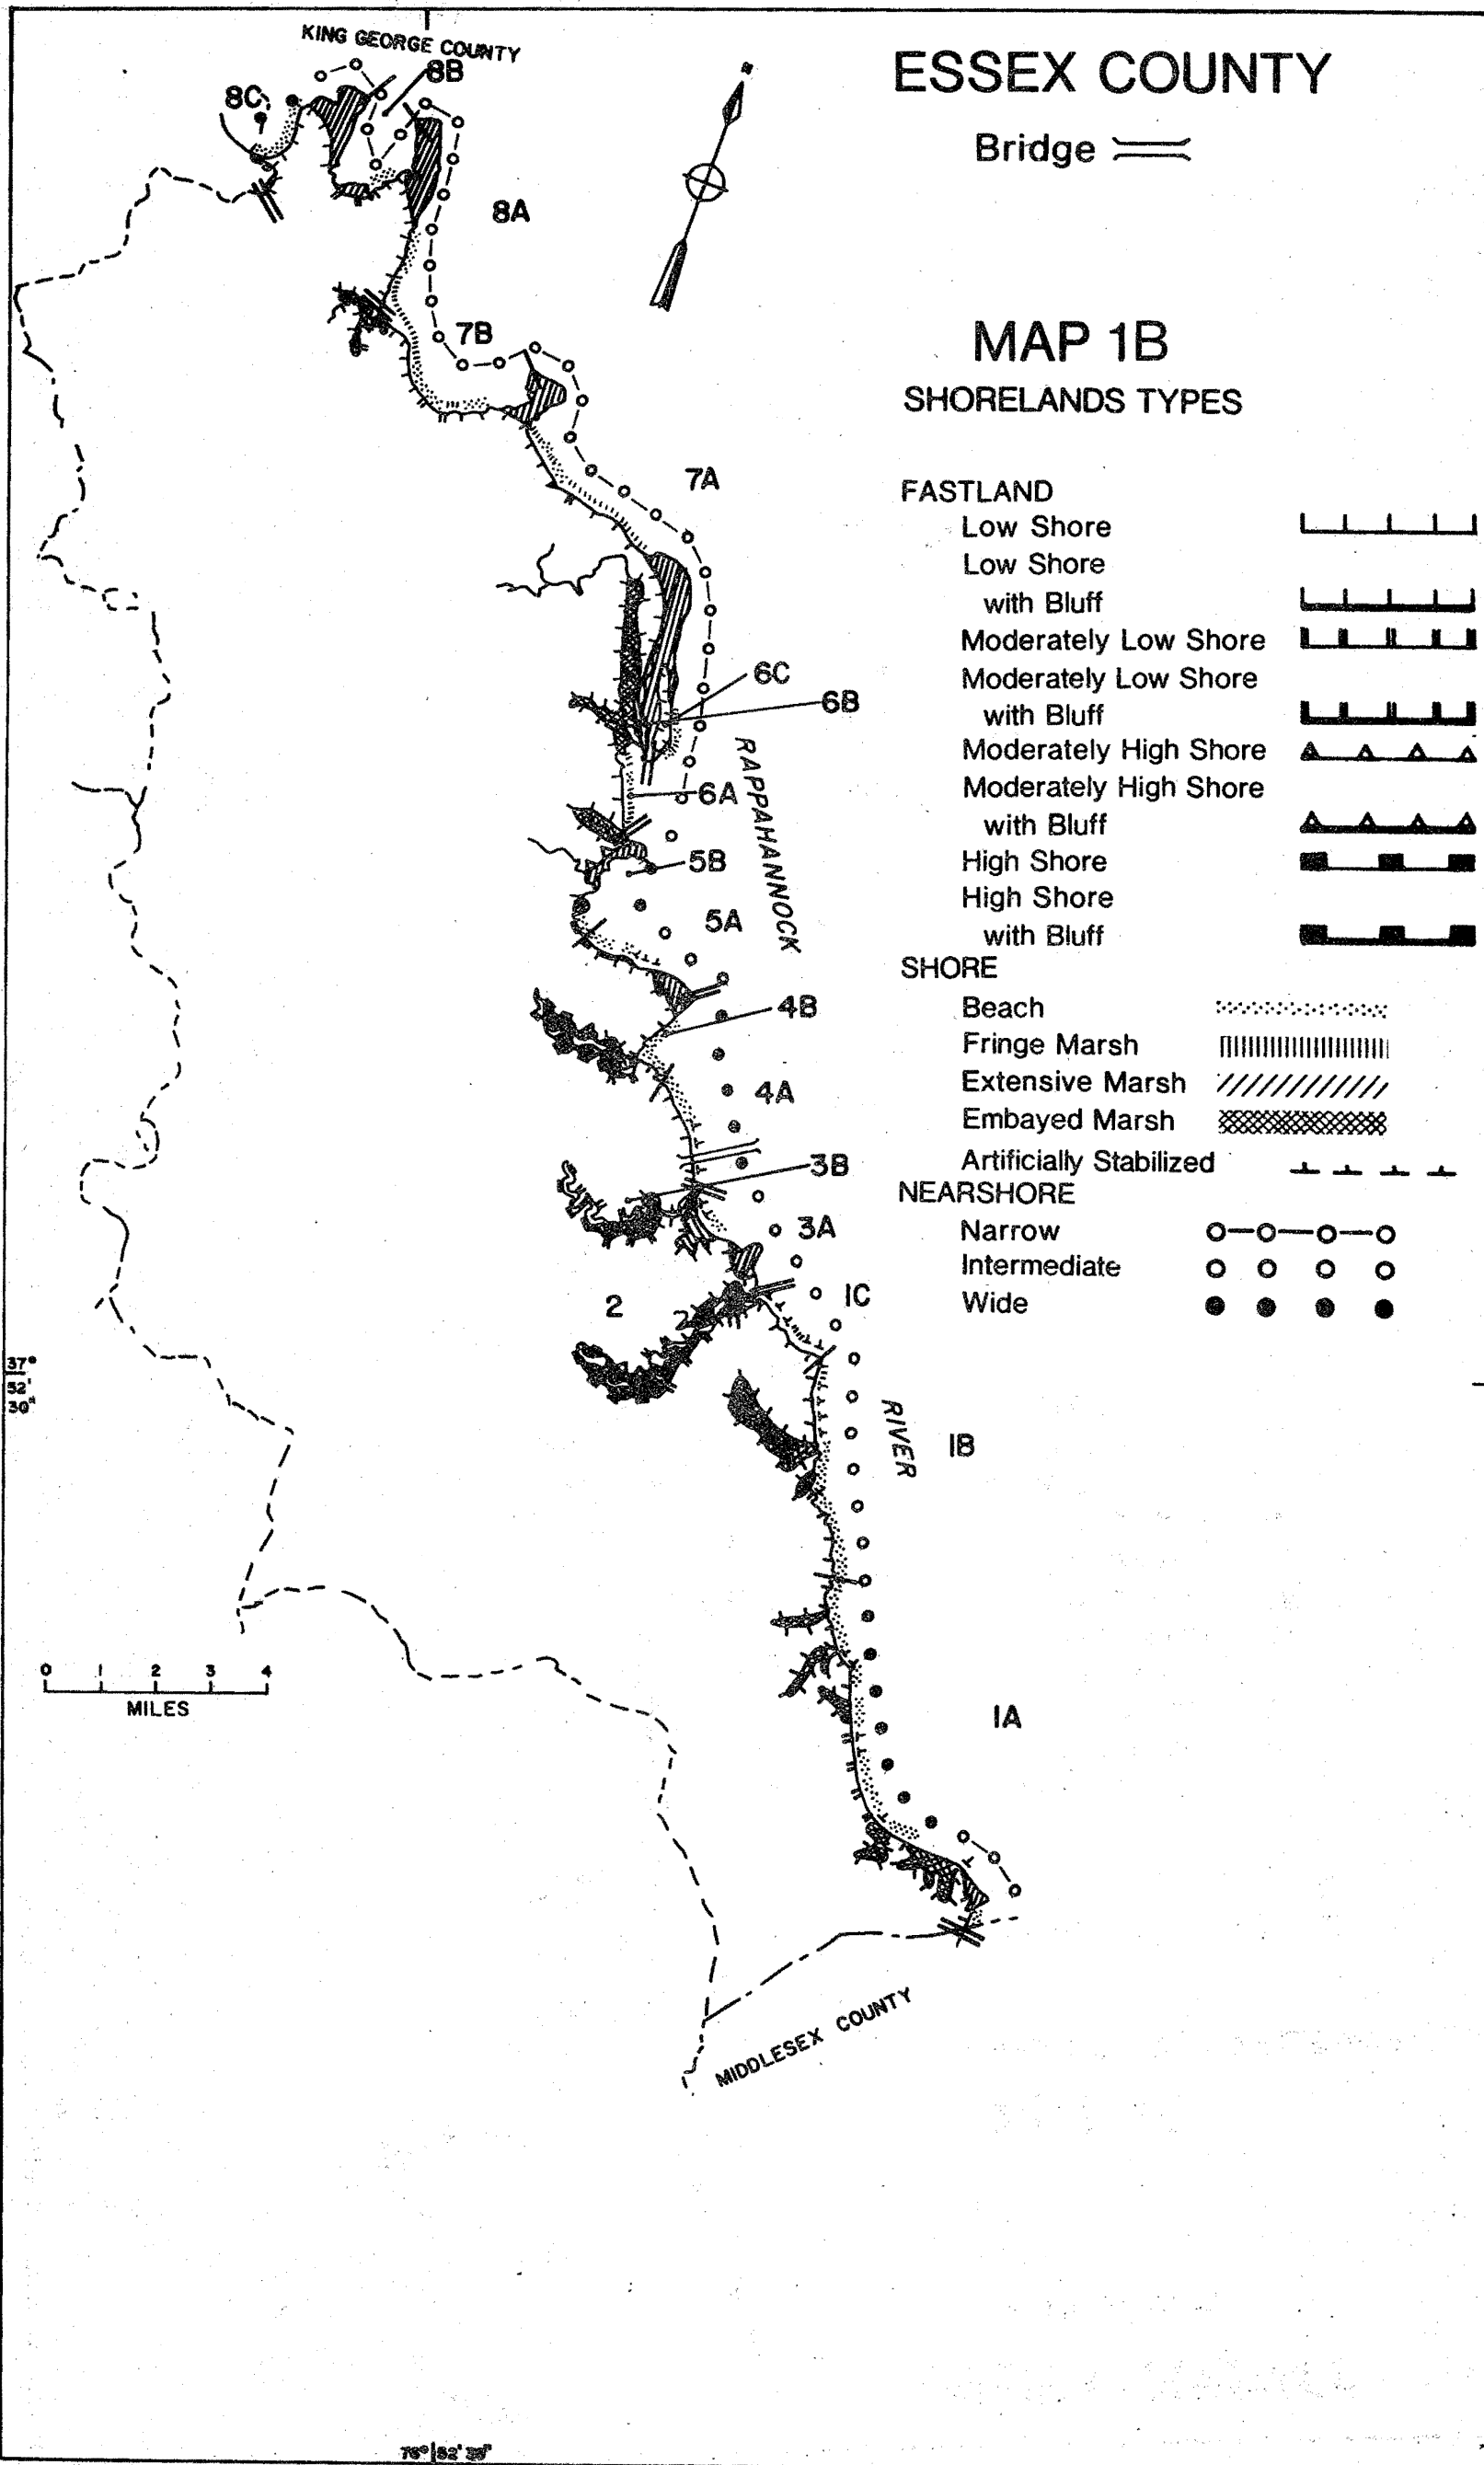 KING GEORGE COUNTY
ESSEX COUNTY
Bridge
8B
8C
8A
7B
MAP 1B
SHORELANDS TYPES
7A
FASTLAND
Low Shore
Low Shore
with Bluff
Moderately Low Shore
Moderately Low Shore
with Bluff
Moderately High Shore
Moderately High Shore
with Bluff
High Shore
High Shore
with Bluff
SHORE
Beach
Fringe Marsh
Extensive Marsh
Embayed Marsh
Artificially Stabilized
NEARSHORE
Narrow
Intermediate
Wide
6C
6B
6A
RAPPAHANNOCK
5B
5A
4B
4A
3B
3A
1C
2
2
37°
52'
30"
RIVER
1B
0 1 2 3 4
MILES
1A
MIDDLESEX COUNTY